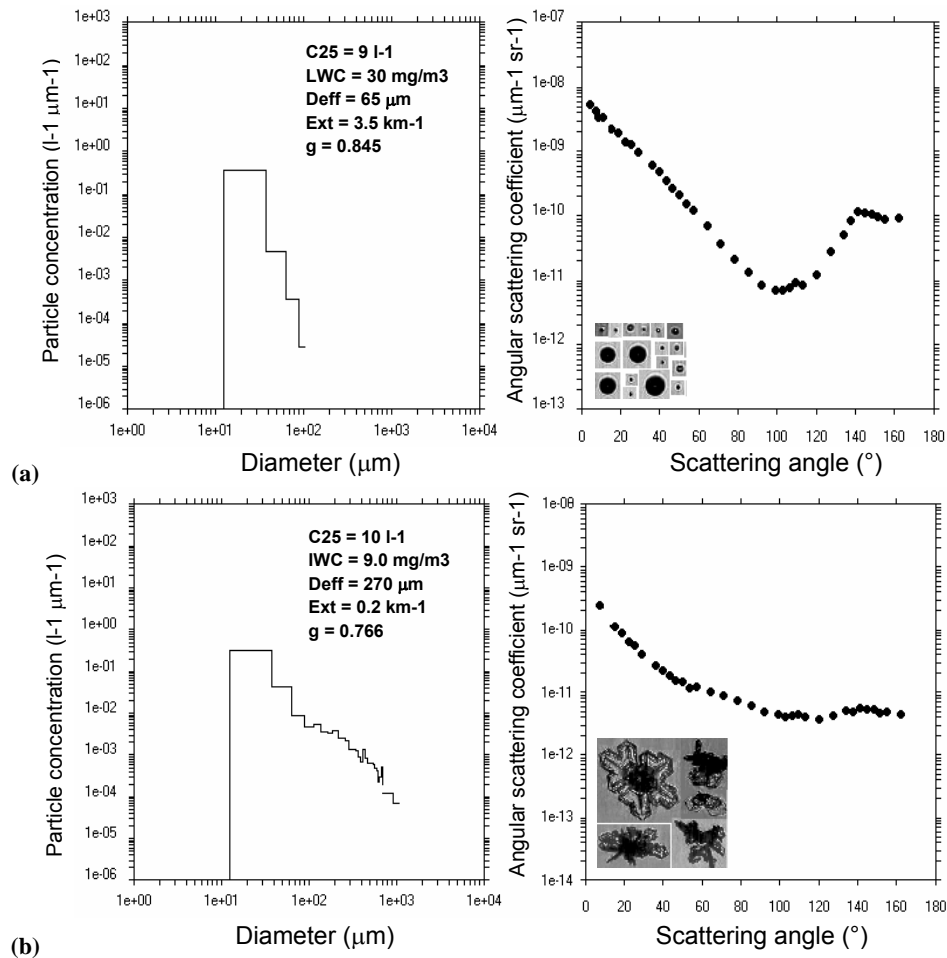 Particle concentration (l-1 μm-1)
1e+03
1e+02
1e+01
1e+00
1e-01
1e-02
1e-03
1e-04
1e-05
1e-06
C25 = 9 l-1
LWC = 30 mg/m3
Deff = 65 μm
Ext = 3.5 km-1
g = 0.845
1e+00 1e+01 1e+02 1e+03 1e+04
Diameter (μm)
Angular scattering coefficient (μm-1 sr-1)
1e-07
1e-08
1e-09
1e-10
1e-11
1e-12
1e-13
0 20 40 60 80 100 120 140 160 180
Scattering angle (°)
(a)
Particle concentration (l-1 μm-1)
1e+03
1e+02
1e+01
1e+00
1e-01
1e-02
1e-03
1e-04
1e-05
1e-06
C25 = 10 l-1
IWC = 9.0 mg/m3
Deff = 270 μm
Ext = 0.2 km-1
g = 0.766
1e+00 1e+01 1e+02 1e+03 1e+04
Diameter (μm)
Angular scattering coefficient (μm-1 sr-1)
1e-08
1e-09
1e-10
1e-11
1e-12
1e-13
1e-14
0 20 40 60 80 100 120 140 160 180
Scattering angle (°)
(b)